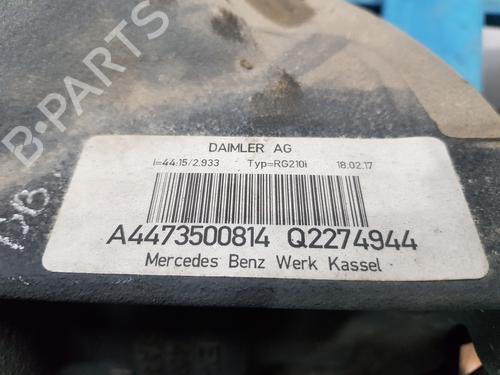 DAIMLER AG
i=44:15/2.933 Typ=RG210i 18.02.17
A4473500814 Q2274944
Mercedes Benz Werk Kassel
B-PARTS